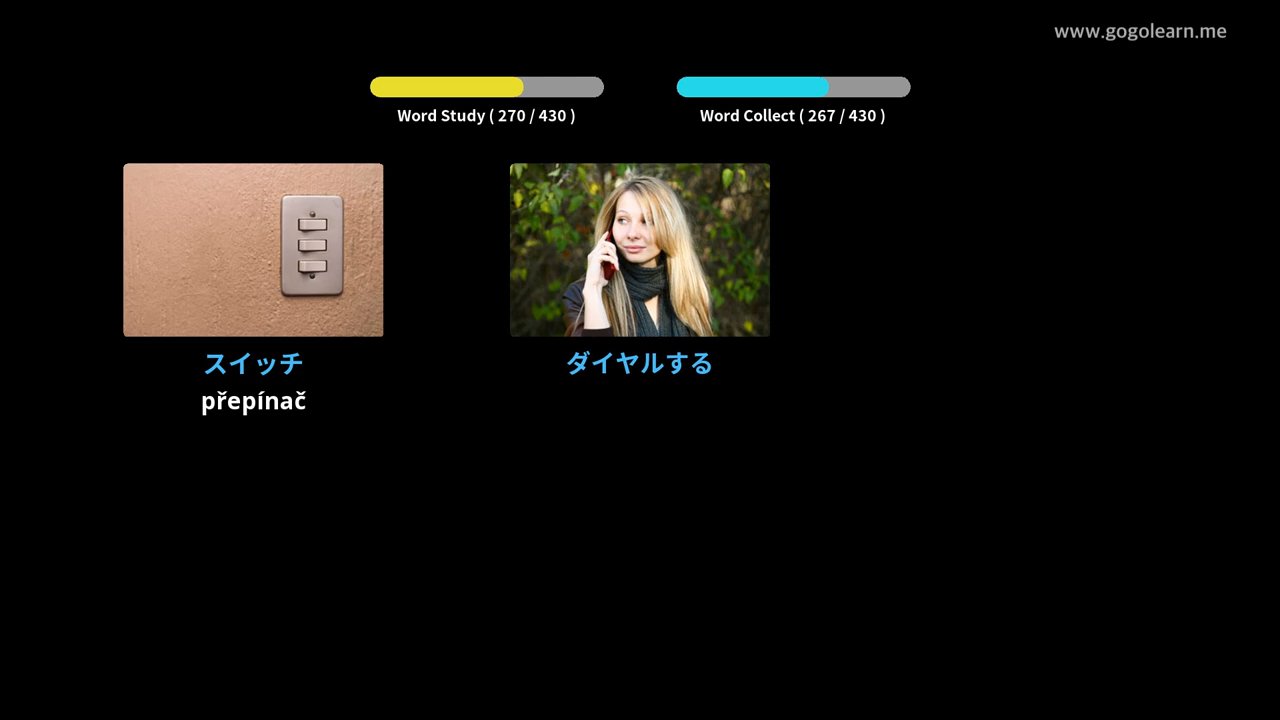 www.gogolearn.me
Word Study ( 270 / 430 )
Word Collect ( 267 / 430 )
スイッチ
přepínač
ダイヤルする